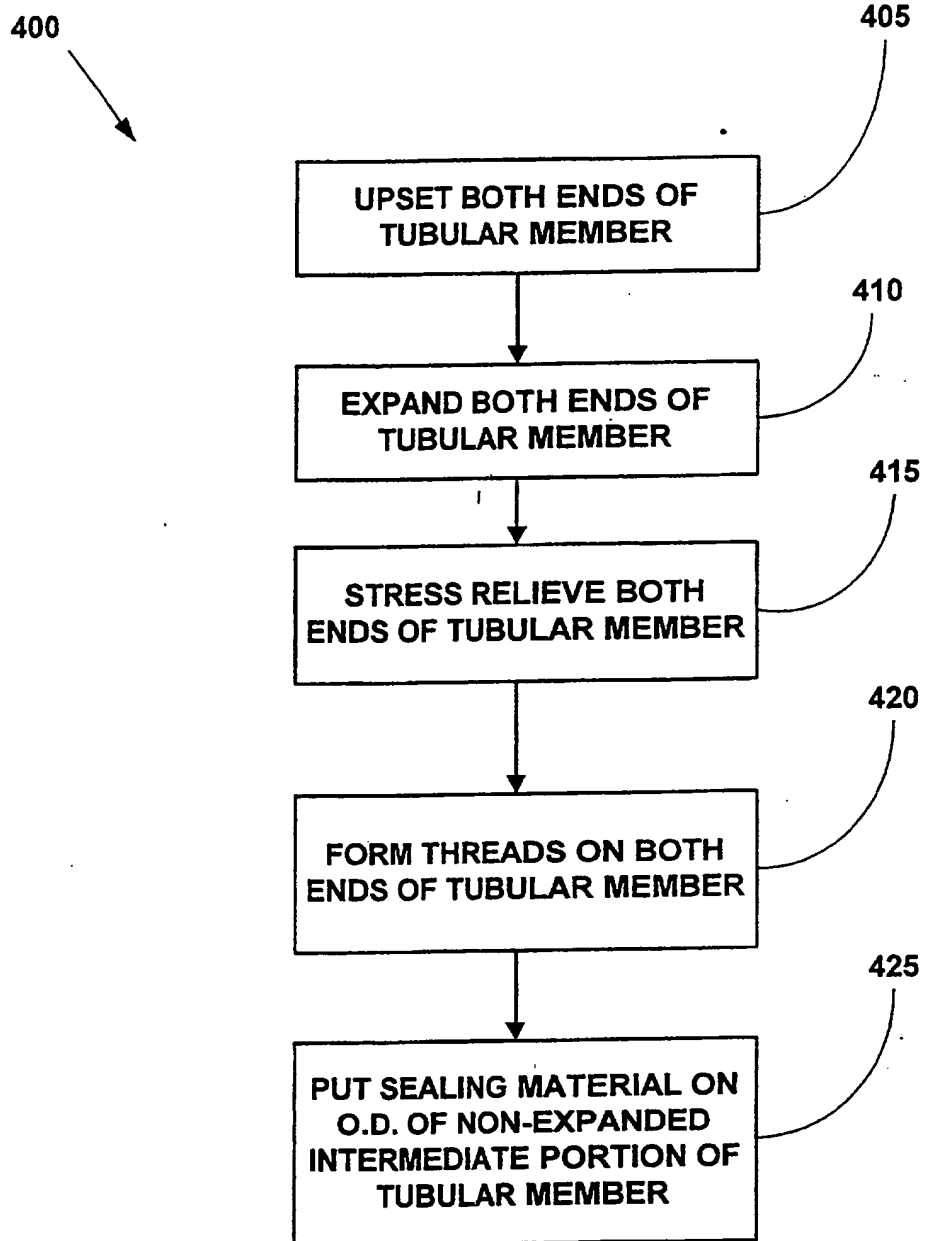 400
405
UPSET BOTH ENDS OF
TUBULAR MEMBER
410
EXPAND BOTH ENDS OF
TUBULAR MEMBER
415
STRESS RELIEVE BOTH
ENDS OF TUBULAR MEMBER
420
FORM THREADS ON BOTH
ENDS OF TUBULAR MEMBER
425
PUT SEALING MATERIAL ON
O.D. OF NON-EXPANDED
INTERMEDIATE PORTION OF
TUBULAR MEMBER